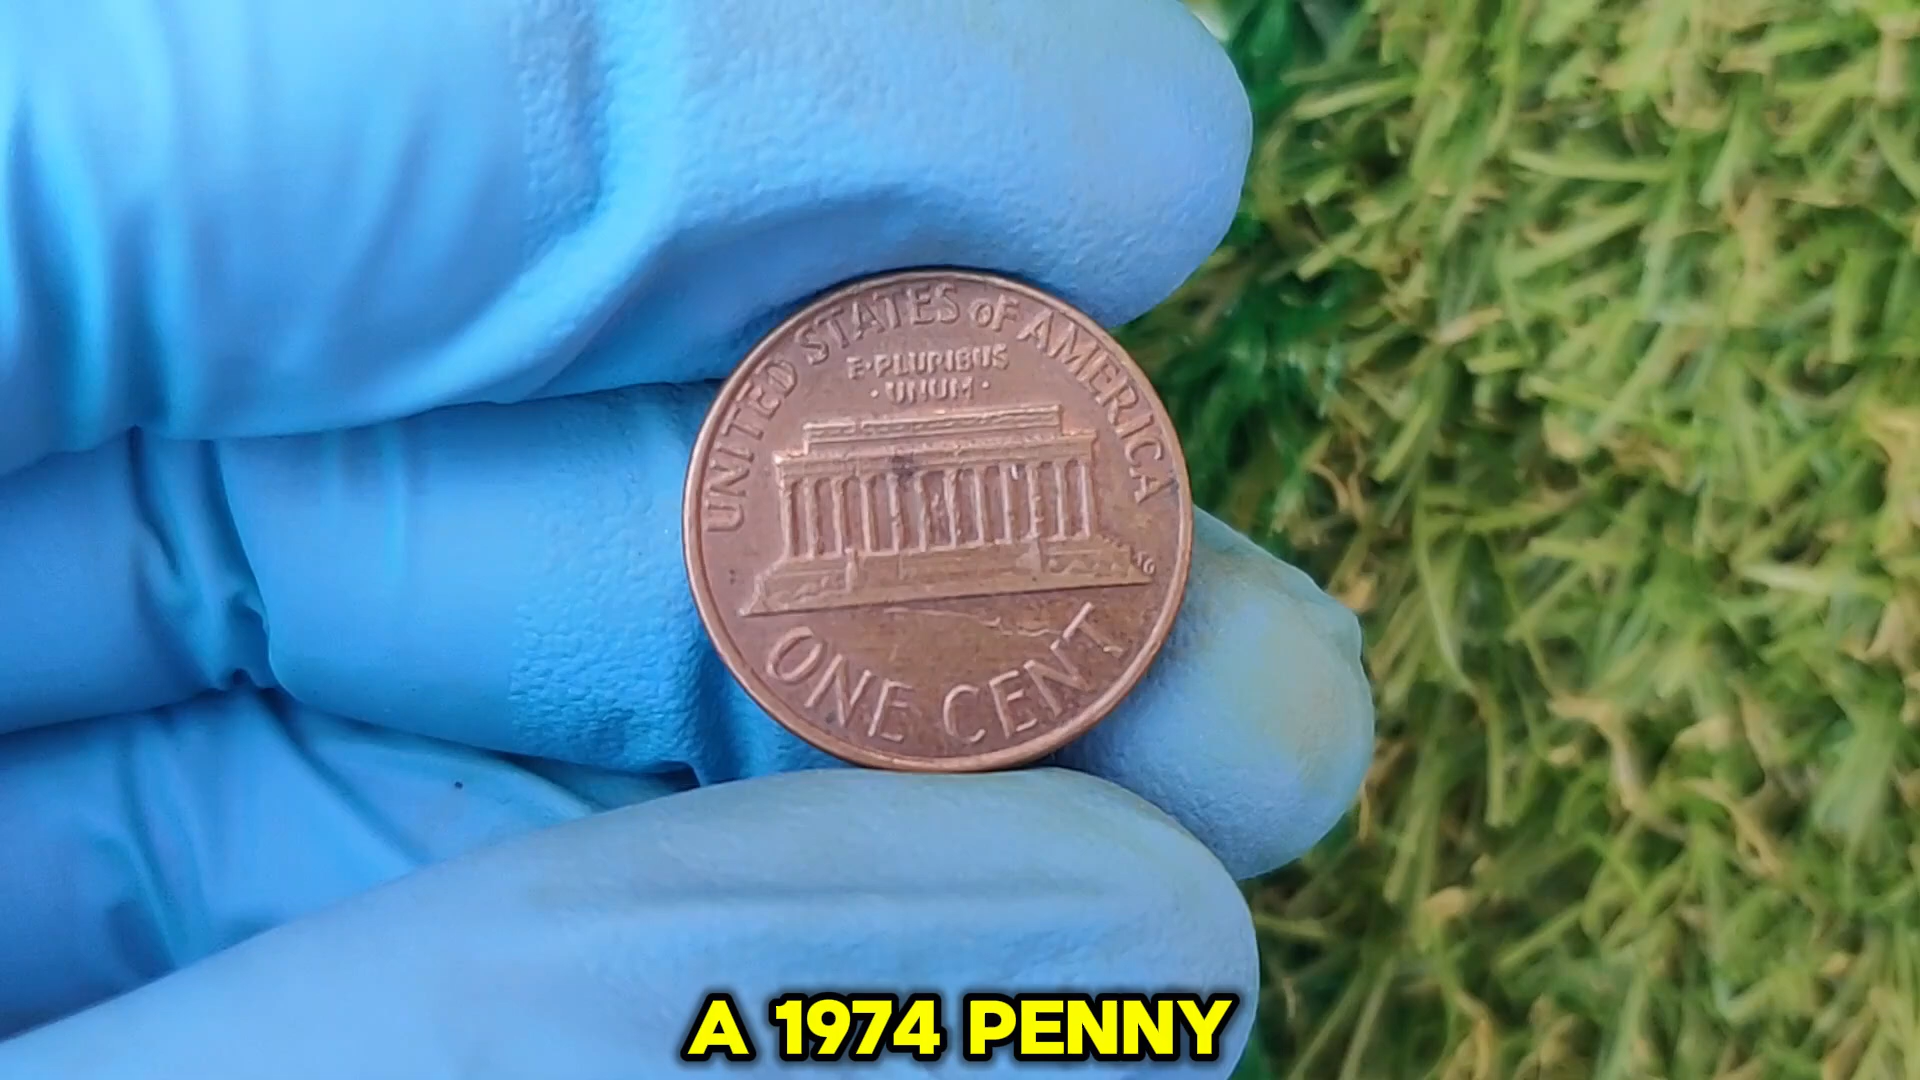 UNITED STATES OF AMERICA
E·PLURIBUS
·UNUM·
ONE CENT
A 1974 PENNY